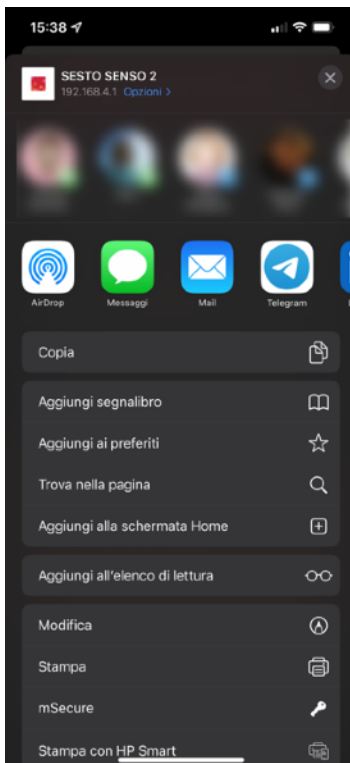 15:38
SESTO SENSO 2
192.168.4.1 Opzioni >
AirDrop Messaggi Mail Telegram
Copia
Aggiungi segnalibro
Aggiungi ai preferiti
Trova nella pagina
Aggiungi alla schermata Home
Aggiungi all'elenco di lettura
Modifica
Stampa
mSecure
Stampa con HP Smart